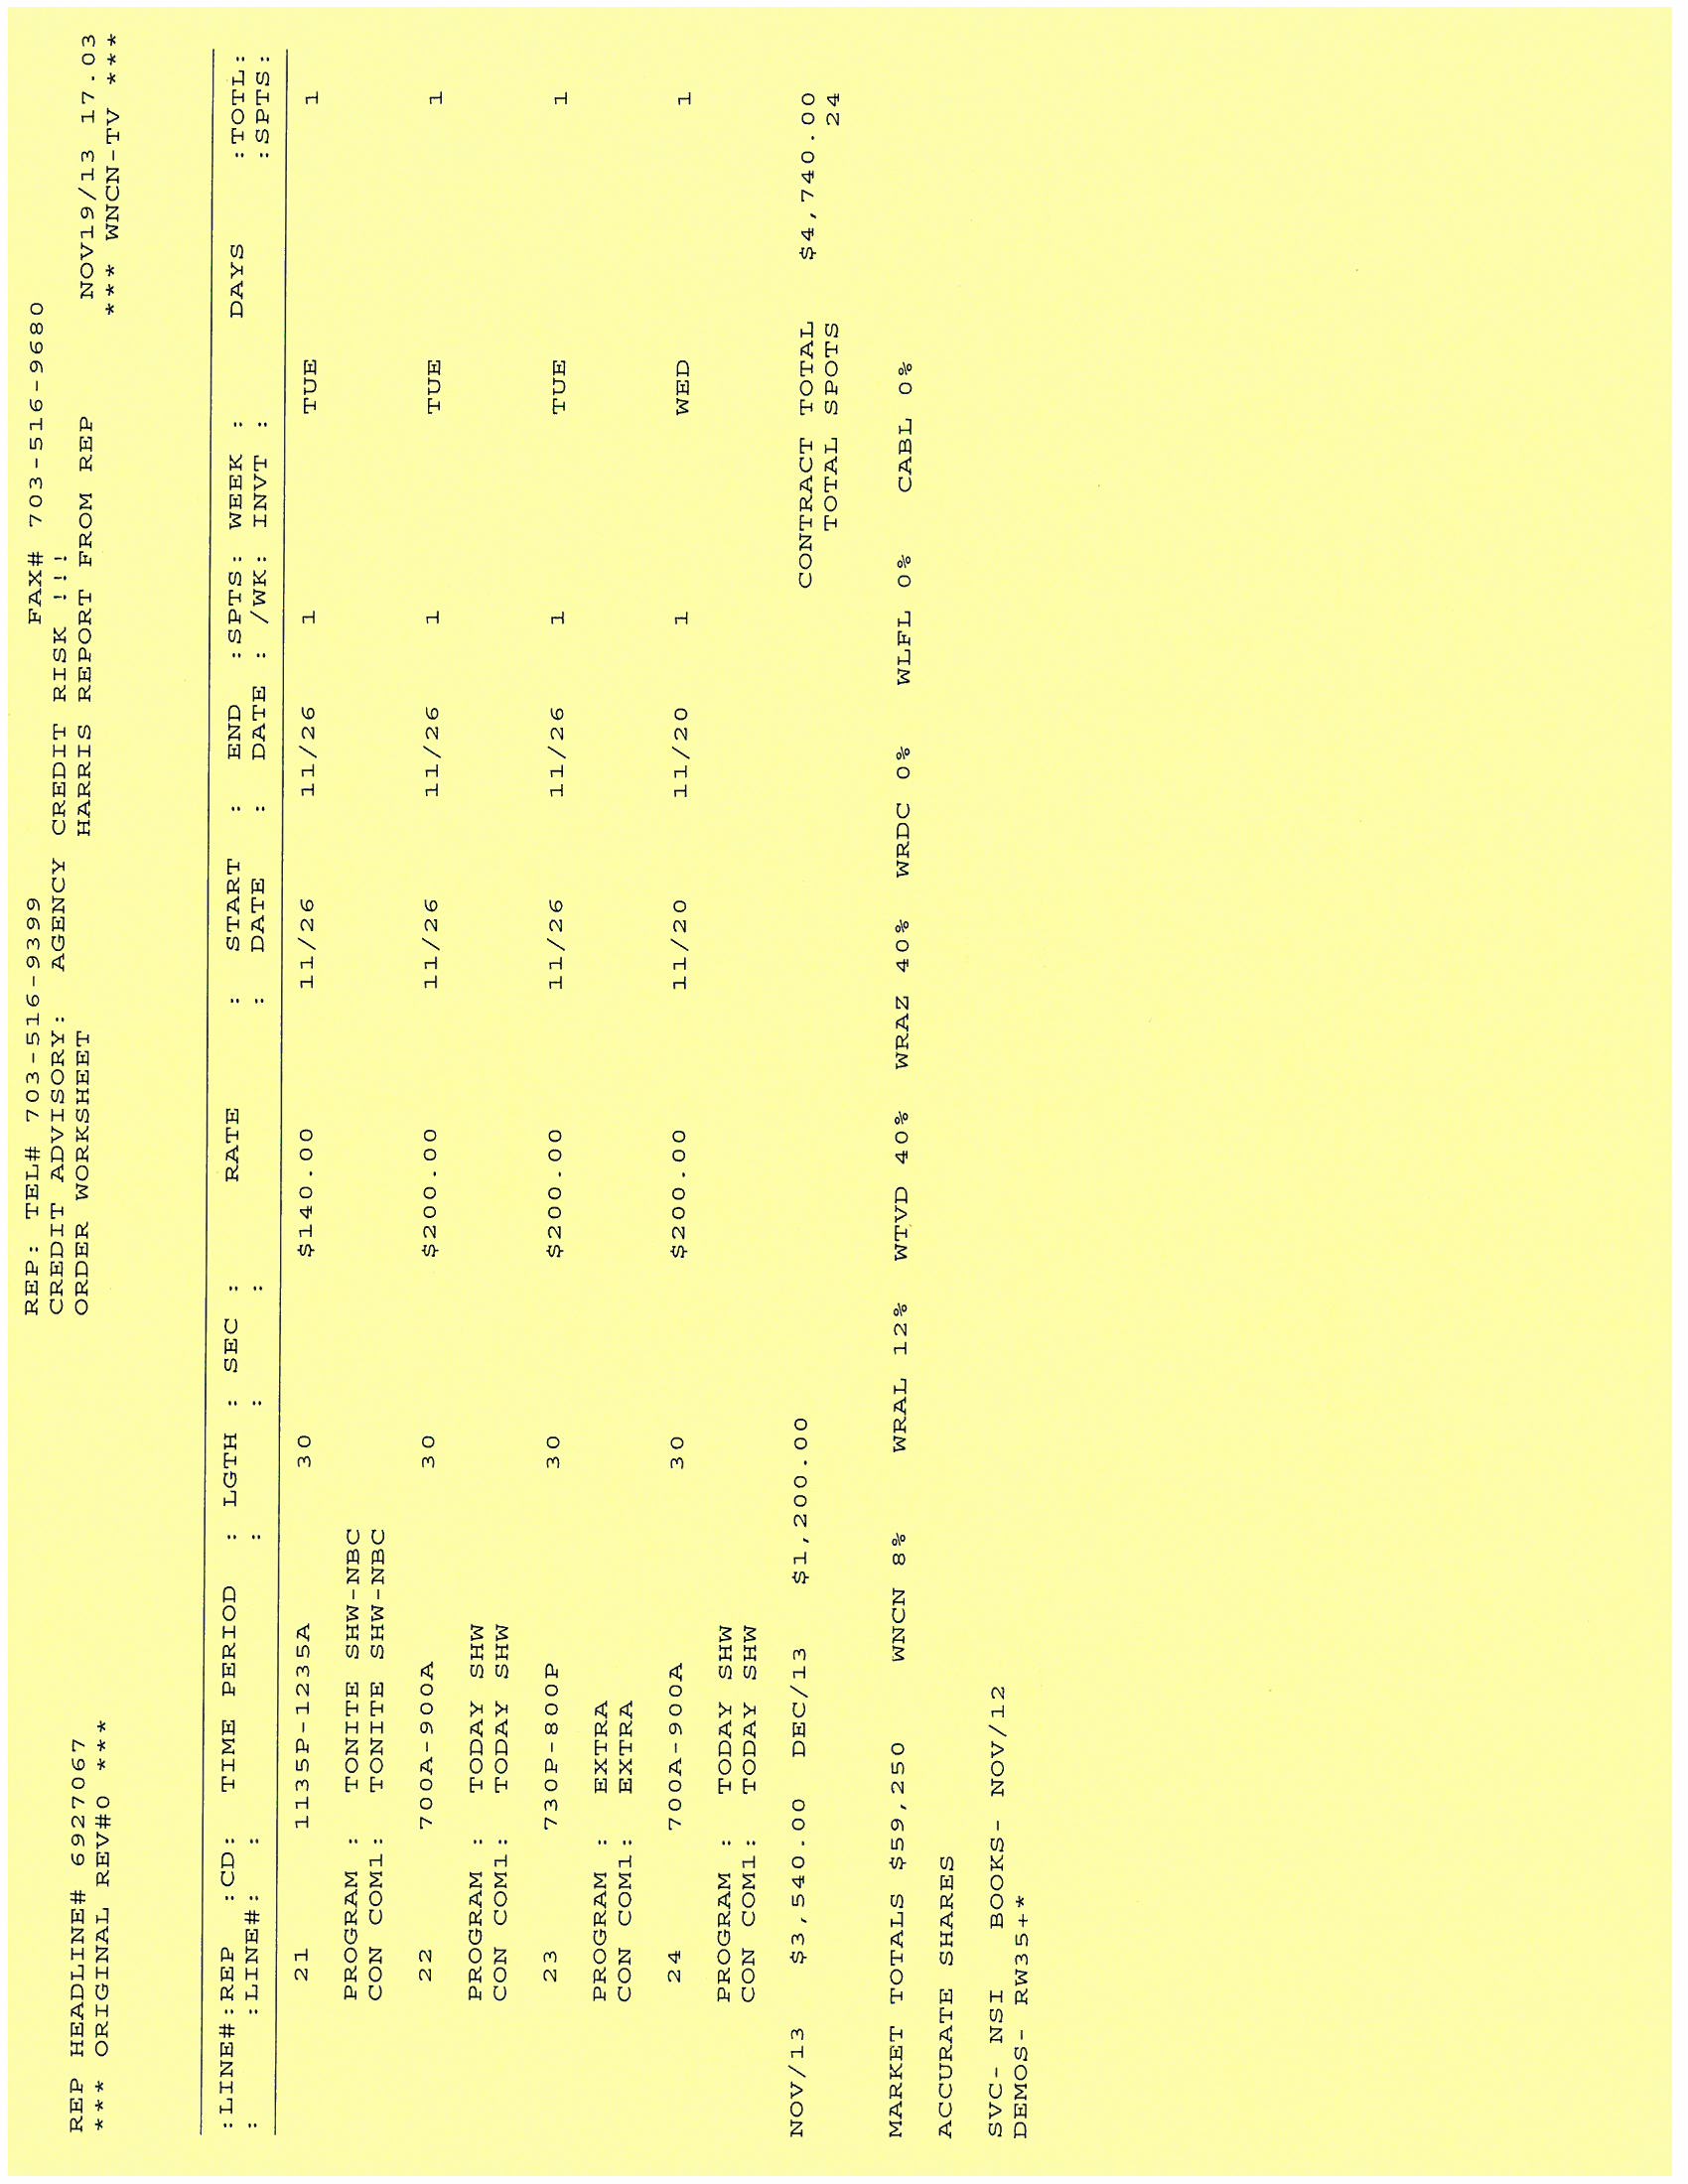 REP: TEL# 703-516-9399 FAX# 703-516-9680
CREDIT ADVISORY: AGENCY CREDIT RISK !!!
REP HEADLINE# 6927067 ORDER WORKSHEET HARRIS REPORT FROM REP NOV19/13 17.03
*** ORIGINAL REV#0 *** *** WNCN-TV ***
:LINE#:REP :CD: TIME PERIOD : LGTH : SEC : RATE : START : END :SPTS: WEEK : DAYS :TOTL:
: :LINE#: : : : : : DATE : DATE : /WK: INVT : :SPTS:
21 1135P-1235A 30 $140.00 11/26 11/26 1 TUE 1
PROGRAM : TONITE SHW-NBC
CON COM1: TONITE SHW-NBC
22 700A-900A 30 $200.00 11/26 11/26 1 TUE 1
PROGRAM : TODAY SHW
CON COM1: TODAY SHW
23 730P-800P 30 $200.00 11/26 11/26 1 TUE 1
PROGRAM : EXTRA
CON COM1: EXTRA
24 700A-900A 30 $200.00 11/20 11/20 1 WED 1
PROGRAM : TODAY SHW
CON COM1: TODAY SHW
NOV/13 $3,540.00 DEC/13 $1,200.00 CONTRACT TOTAL $4,740.00
TOTAL SPOTS 24
MARKET TOTALS $59,250 WNCN 8% WRAL 12% WTVD 40% WRAZ 40% WRDC 0% WLFL 0% CABL 0%
ACCURATE SHARES
SVC- NSI BOOKS- NOV/12
DEMOS- RW35+*